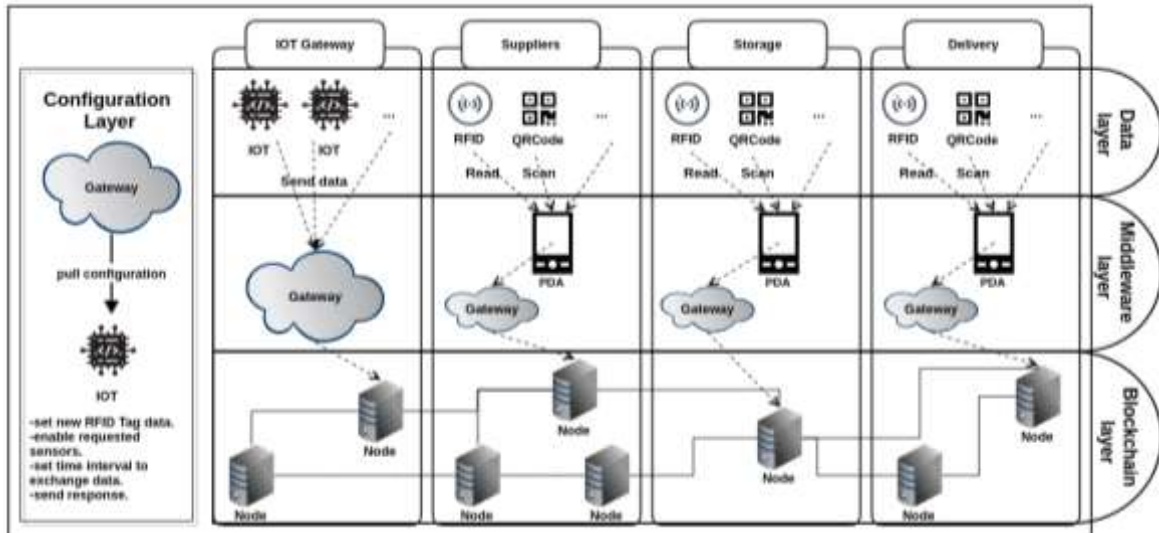 IOT Gateway
Suppliers
Storage
Delivery
Configuration
Layer
Gateway
pull configuration
IOT
-set new RFID Tag data.
-enable requested
sensors.
-set time interval to
exchange data.
-send response.
IOT
IOT
...
Send data
RFID
QRCode
...
Read
Scan
RFID
QRCode
...
Read
Scan
RFID
QRCode
...
Read
Scan
Data
layer
Gateway
PDA
Gateway
PDA
Gateway
PDA
Gateway
Middleware
layer
Node
Node
Node
Node
Node
Node
Node
Node
Blockchain
layer